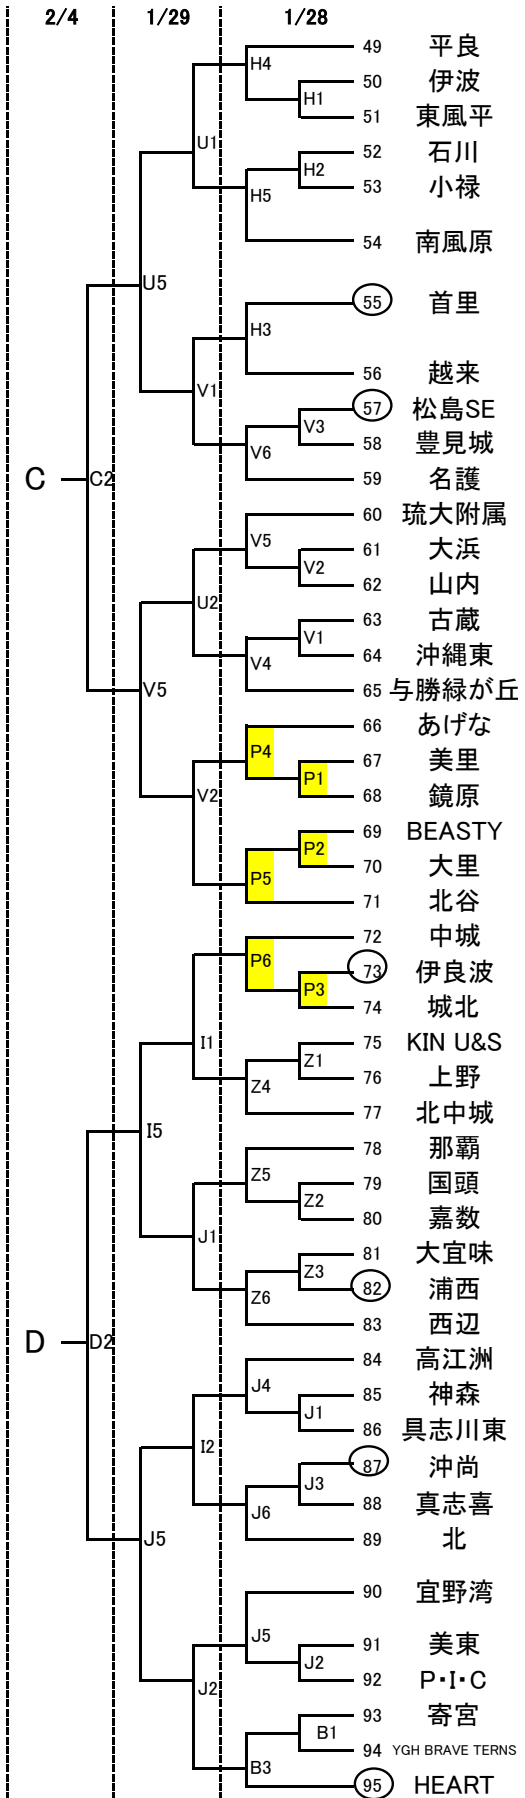 2/4 1/29 1/28
49 平良
H4
50 伊波
H1
51 東風平
U1
52 石川
H2
53 小禄
H5
54 南風原
U5
55 首里
H3
56 越来
V1
57 松島SE
V3
58 豊見城
V6
C C2 59 名護
60 琉大附属
V5
61 大浜
V2
62 山内
U2
63 古蔵
V1
64 沖縄東
V4
V5 65 与勝緑が丘
66 あげな
P4
67 美里
P1
68 鏡原
V2
69 BEASTY
P2
70 大里
P5
71 北谷
72 中城
P6
73 伊良波
P3
74 城北
I1
75 KIN U&S
Z1
76 上野
Z4
77 北中城
I5
78 那覇
Z5
79 国頭
Z2
80 嘉数
J1
81 大宜味
Z3
82 浦西
Z6
83 西辺
D D2
84 高江洲
J4
85 神森
J1
86 具志川東
I2
87 沖尚
J3
88 真志喜
J6
J5 89 北
90 宜野湾
J5
91 美東
J2
92 P・I・C
J2
93 寄宮
B1
94 YGH BRAVE TERNS
B3
95 HEART